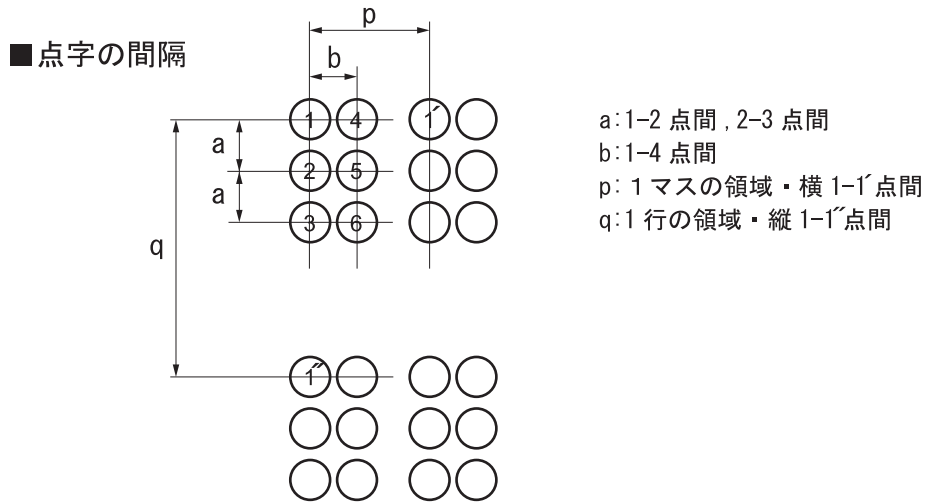 ■点字の間隔
p
b
1 4 1´
a
2 5
a
3 6
q
1˝
a:1−2 点間 , 2−3 点間
b:1−4 点間
p: 1 マスの領域・横 1−1´点間
q:1 行の領域・縦 1−1˝点間